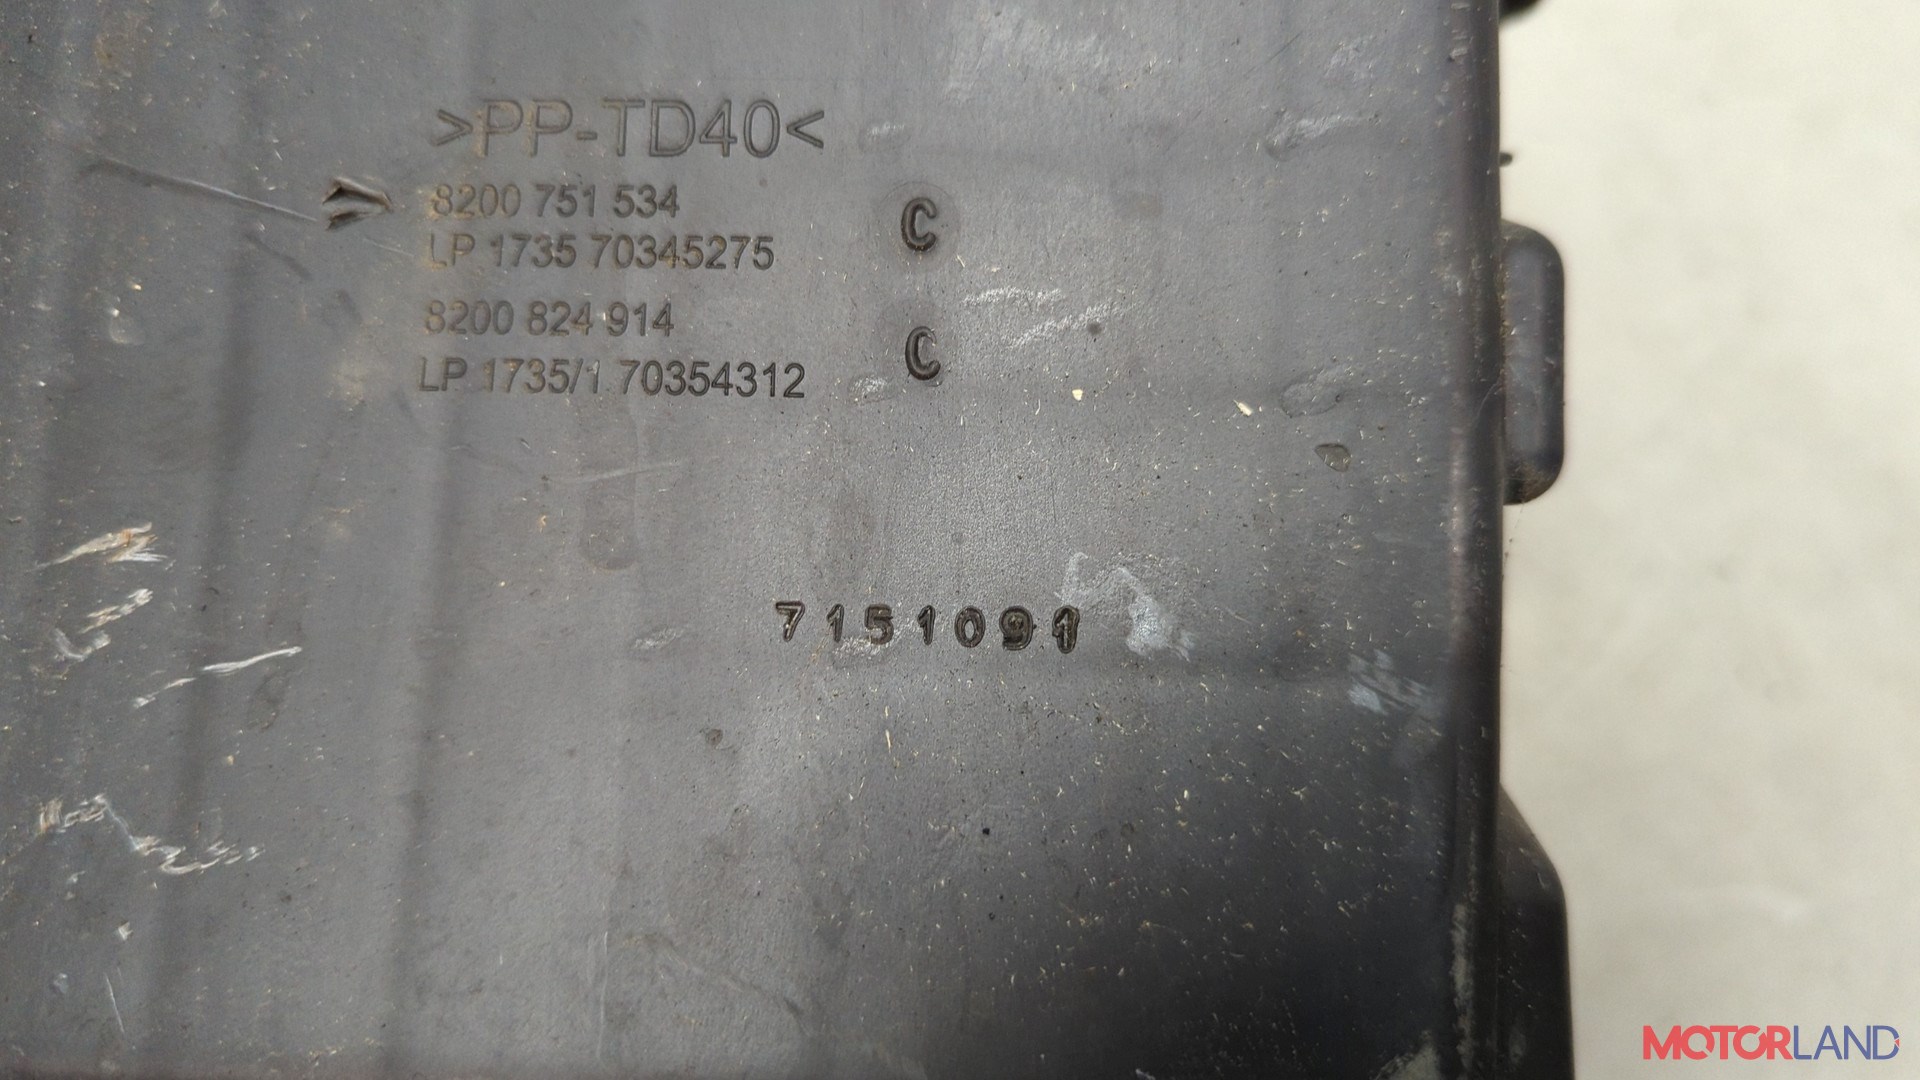 >PP-TD40<
8200 751 534 C
LP 1735 70345275
8200 824 914 C
LP 1735/1 70354312
7151091
MOTORLAND